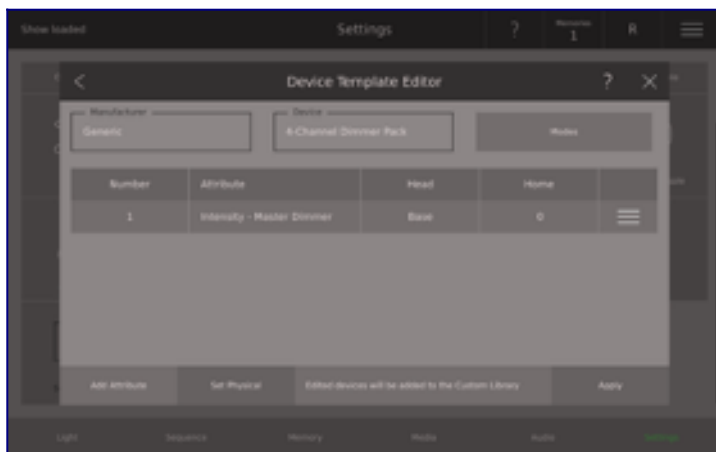 Show loaded
Settings
?
Memories
1
R
Device Template Editor
?
Manufacturer
Device
Generic
4-Channel Dimmer Pack
Modes
Number Attribute Head Home
1 Intensity - Master Dimmer Base 0
Add Attribute Set Physical Edited devices will be added to the Custom Library Apply
Light Sequence Memory Media Audio Settings